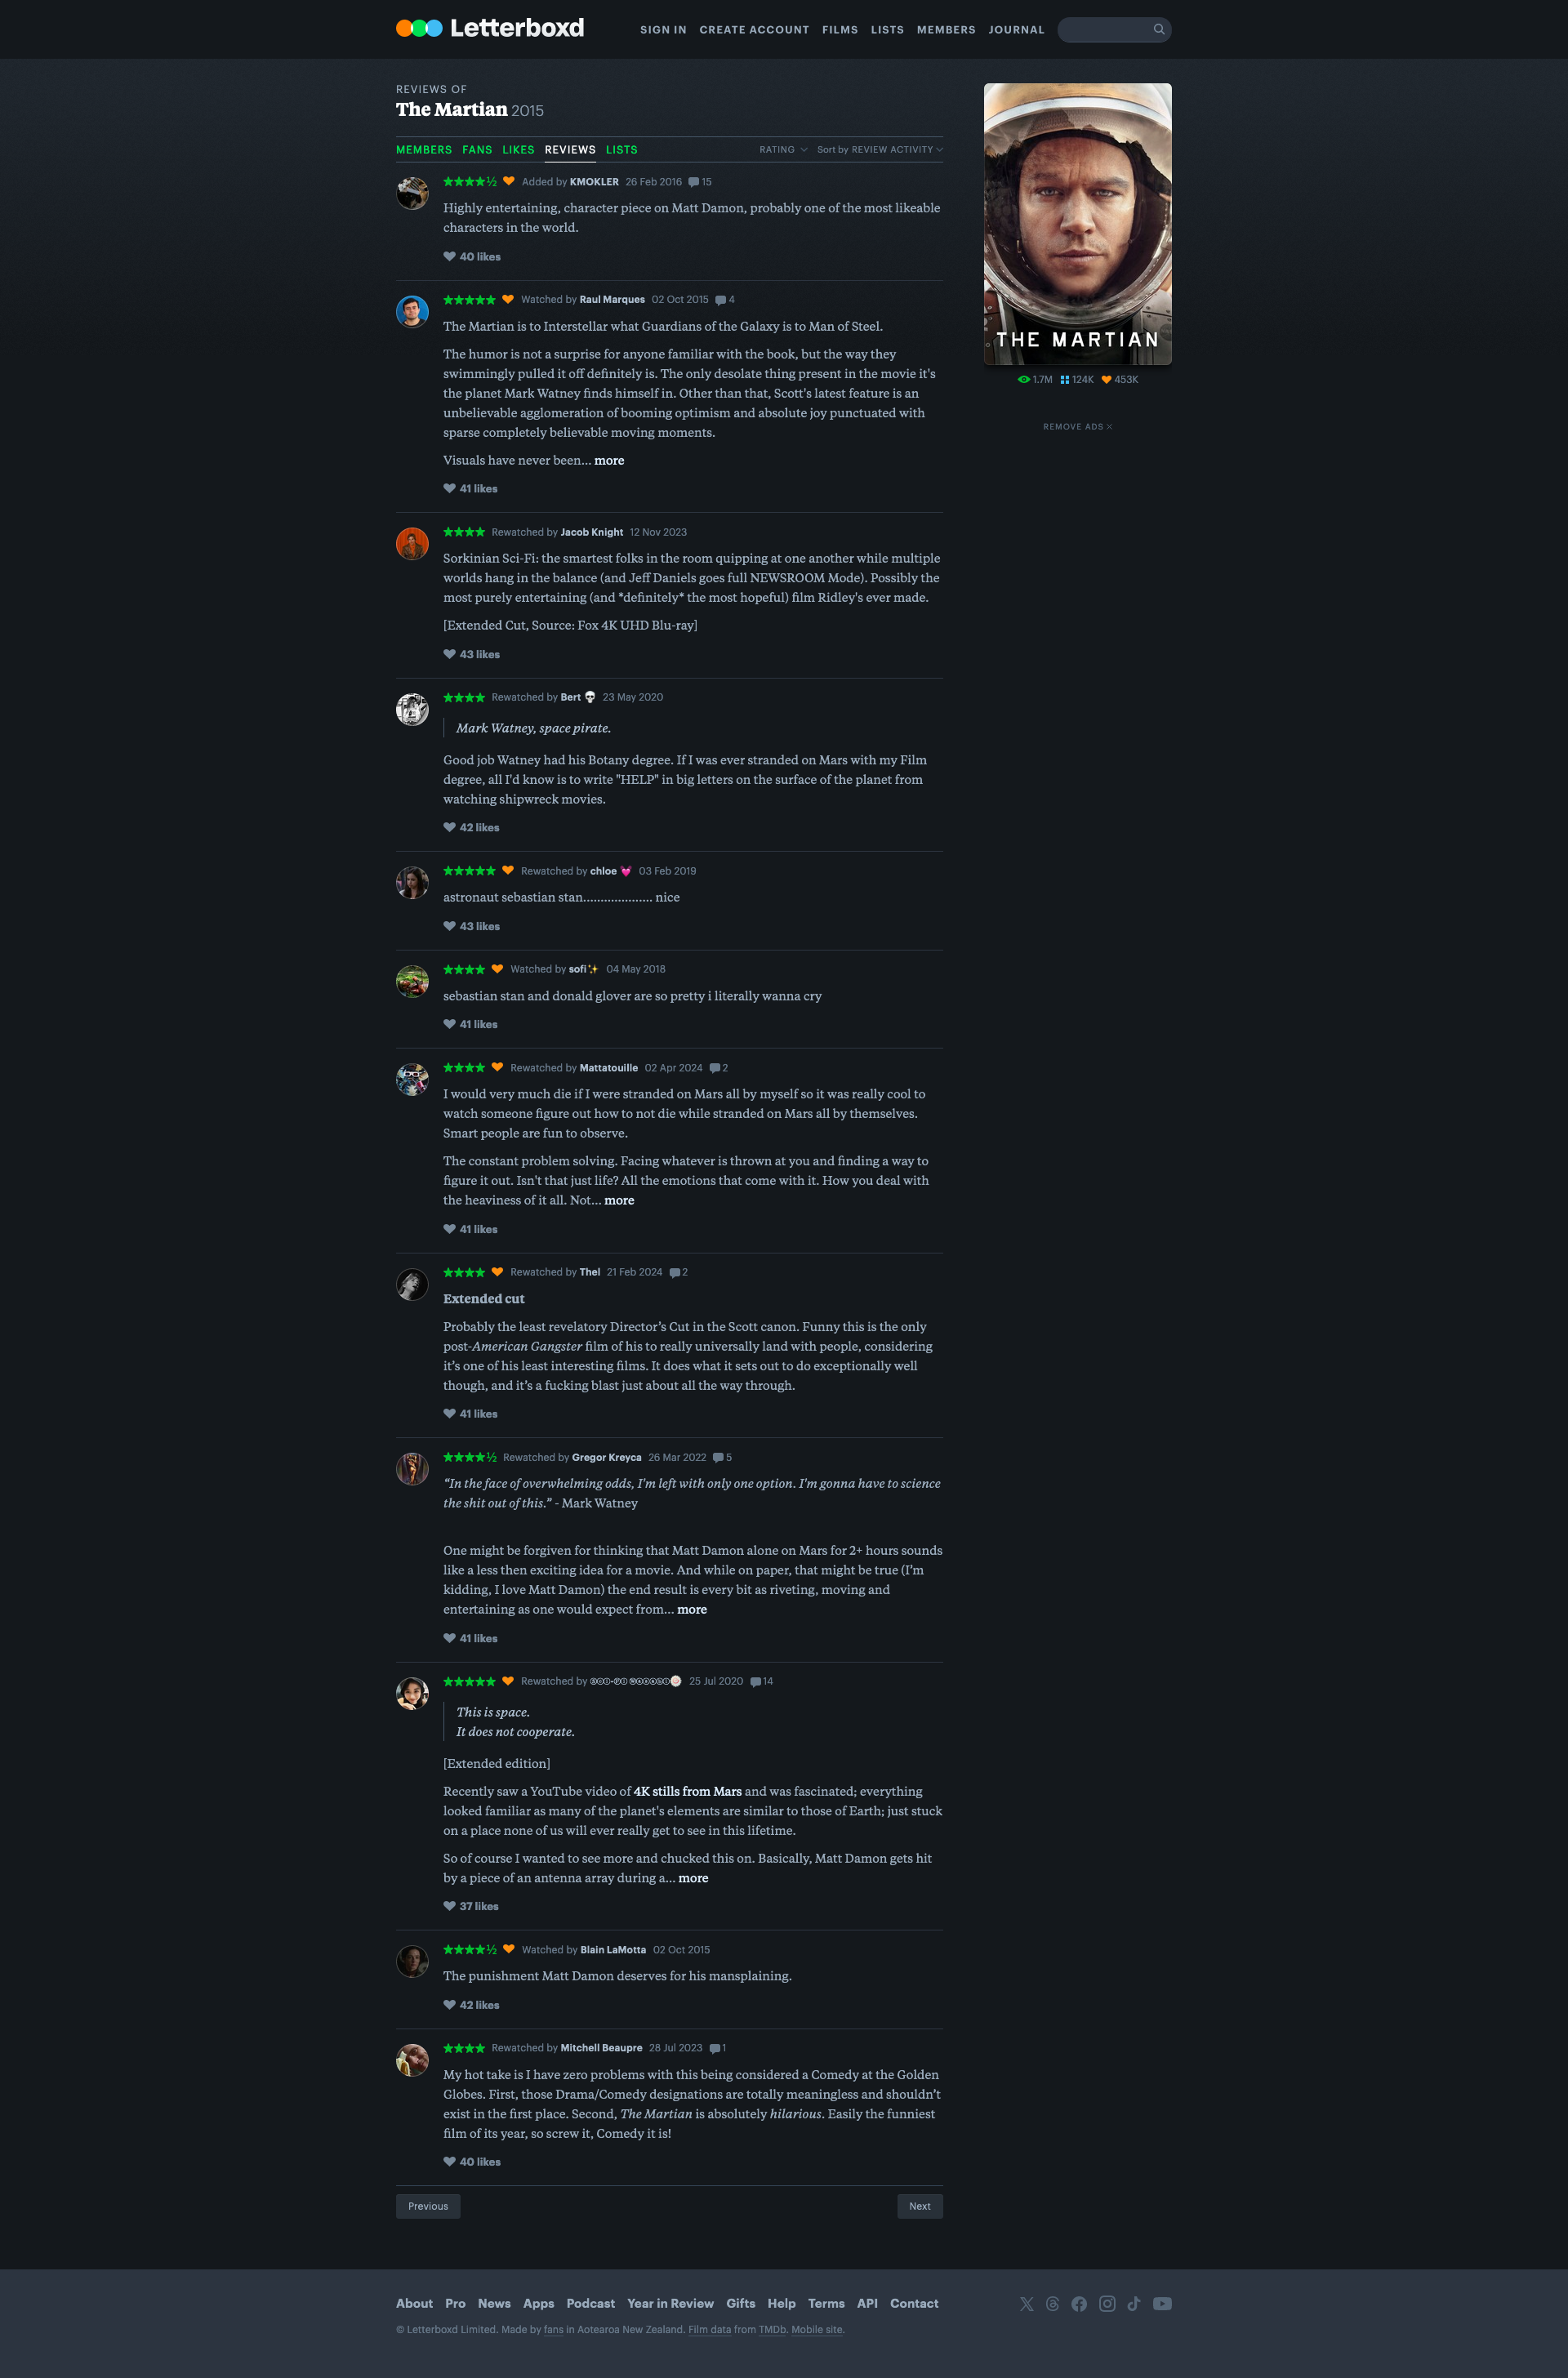 Letterboxd
SIGN IN CREATE ACCOUNT FILMS LISTS MEMBERS JOURNAL
REVIEWS OF
The Martian 2015
MEMBERS FANS LIKES REVIEWS LISTS RATING Sort by REVIEW ACTIVITY
★★★★½ Added by KMOKLER 26 Feb 2016 15
Highly entertaining, character piece on Matt Damon, probably one of the most likeable
characters in the world.
40 likes
★★★★★ Watched by Raul Marques 02 Oct 2015 4
The Martian is to Interstellar what Guardians of the Galaxy is to Man of Steel.
The humor is not a surprise for anyone familiar with the book, but the way they
swimmingly pulled it off definitely is. The only desolate thing present in the movie it's
the planet Mark Watney finds himself in. Other than that, Scott's latest feature is an
unbelievable agglomeration of booming optimism and absolute joy punctuated with
sparse completely believable moving moments.
Visuals have never been... more
41 likes
★★★★ Rewatched by Jacob Knight 12 Nov 2023
Sorkinian Sci-Fi: the smartest folks in the room quipping at one another while multiple
worlds hang in the balance (and Jeff Daniels goes full NEWSROOM Mode). Possibly the
most purely entertaining (and *definitely* the most hopeful) film Ridley's ever made.
[Extended Cut, Source: Fox 4K UHD Blu-ray]
43 likes
★★★★ Rewatched by Bert 💀 23 May 2020
Mark Watney, space pirate.
Good job Watney had his Botany degree. If I was ever stranded on Mars with my Film
degree, all I'd know is to write "HELP" in big letters on the surface of the planet from
watching shipwreck movies.
42 likes
★★★★★ Rewatched by chloe 💓 03 Feb 2019
astronaut sebastian stan.................... nice
43 likes
★★★★ Watched by sofi✨ 04 May 2018
sebastian stan and donald glover are so pretty i literally wanna cry
41 likes
★★★★ Rewatched by Mattatouille 02 Apr 2024 2
I would very much die if I were stranded on Mars all by myself so it was really cool to
watch someone figure out how to not die while stranded on Mars all by themselves.
Smart people are fun to observe.
The constant problem solving. Facing whatever is thrown at you and finding a way to
figure it out. Isn't that just life? All the emotions that come with it. How you deal with
the heaviness of it all. Not... more
41 likes
★★★★ Rewatched by Thel 21 Feb 2024 2
Extended cut
Probably the least revelatory Director’s Cut in the Scott canon. Funny this is the only
post-American Gangster film of his to really universally land with people, considering
it’s one of his least interesting films. It does what it sets out to do exceptionally well
though, and it’s a fucking blast just about all the way through.
41 likes
★★★★½ Rewatched by Gregor Kreyca 26 Mar 2022 5
“In the face of overwhelming odds, I'm left with only one option. I'm gonna have to science
the shit out of this.” - Mark Watney
One might be forgiven for thinking that Matt Damon alone on Mars for 2+ hours sounds
like a less then exciting idea for a movie. And while on paper, that might be true (I’m
kidding, I love Matt Damon) the end result is every bit as riveting, moving and
entertaining as one would expect from... more
41 likes
★★★★★ Rewatched by 25 Jul 2020 14
This is space.
It does not cooperate.
[Extended edition]
Recently saw a YouTube video of 4K stills from Mars and was fascinated; everything
looked familiar as many of the planet's elements are similar to those of Earth; just stuck
on a place none of us will ever really get to see in this lifetime.
So of course I wanted to see more and chucked this on. Basically, Matt Damon gets hit
by a piece of an antenna array during a... more
37 likes
★★★★½ Watched by Blain LaMotta 02 Oct 2015
The punishment Matt Damon deserves for his mansplaining.
42 likes
★★★★ Rewatched by Mitchell Beaupre 28 Jul 2023 1
My hot take is I have zero problems with this being considered a Comedy at the Golden
Globes. First, those Drama/Comedy designations are totally meaningless and shouldn’t
exist in the first place. Second, The Martian is absolutely hilarious. Easily the funniest
film of its year, so screw it, Comedy it is!
40 likes
Previous Next
THE MARTIAN
1.7M 124K 453K
REMOVE ADS
About Pro News Apps Podcast Year in Review Gifts Help Terms API Contact
© Letterboxd Limited. Made by fans in Aotearoa New Zealand. Film data from TMDb. Mobile site.